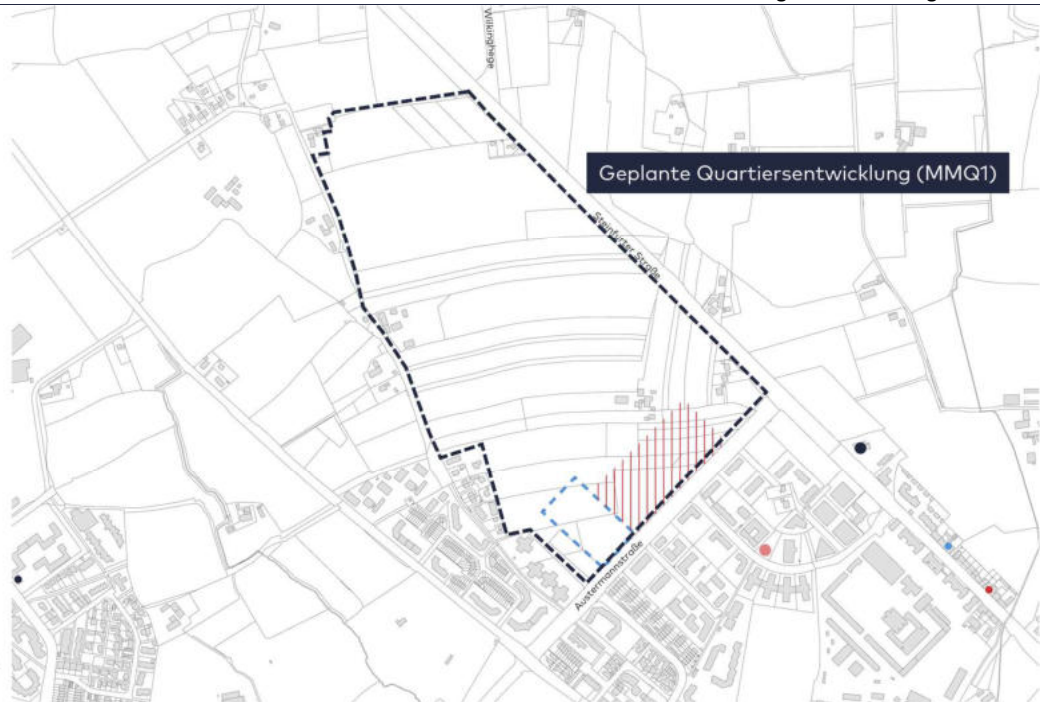 Wilkinghege
Geplante Quartiersentwicklung (MMQ1)
Steinfurter Straße
Austermannstraße